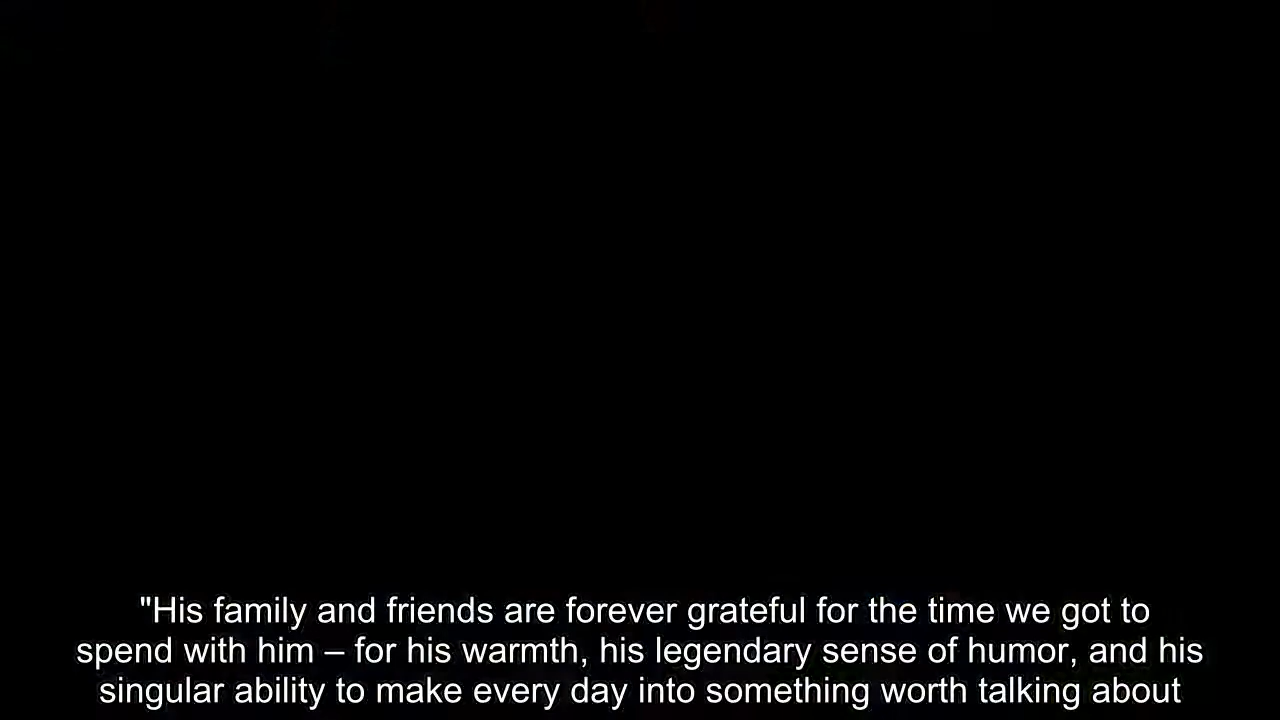 "His family and friends are forever grateful for the time we got to
spend with him – for his warmth, his legendary sense of humor, and his
singular ability to make every day into something worth talking about